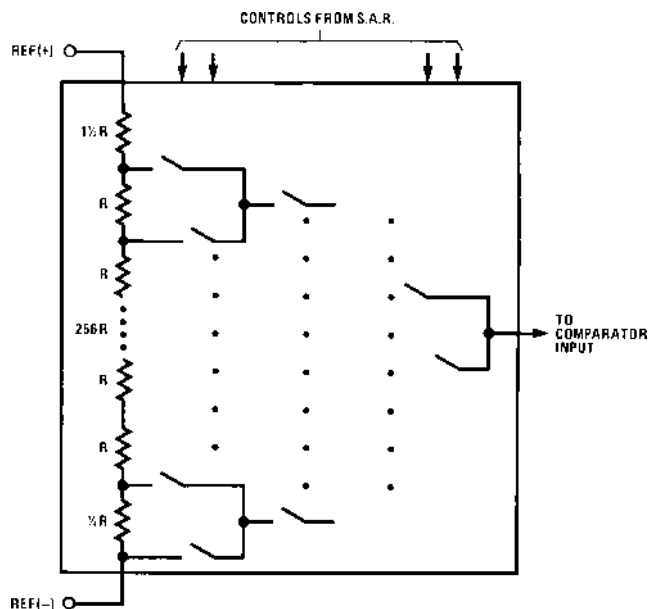 CONTROLS FROM S.A.R.
REF(+)
1½R
R
R
256R
R
R
½R
REF(−)
TO
COMPARATOR
INPUT